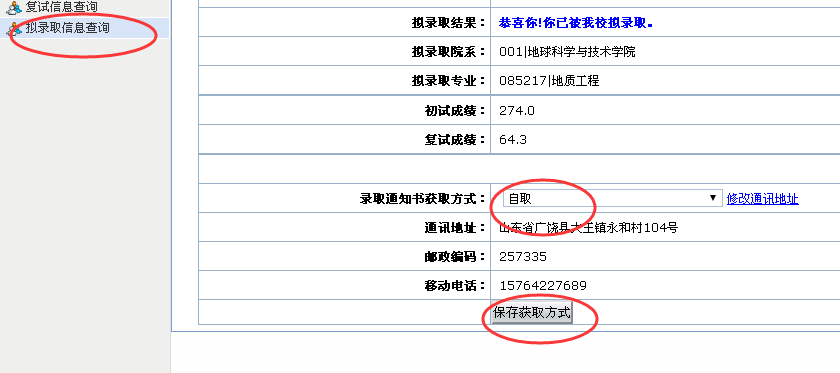 复试信息查询
拟录取信息查询
拟录取结果： 恭喜你!你已被我校拟录取。
拟录取院系： 001|地球科学与技术学院
拟录取专业： 085217|地质工程
初试成绩： 274.0
复试成绩： 64.3
录取通知书获取方式： 自取 ▼ 修改通讯地址
通讯地址： 山东省广饶县大王镇永和村104号
邮政编码： 257335
移动电话： 15764227689
保存获取方式